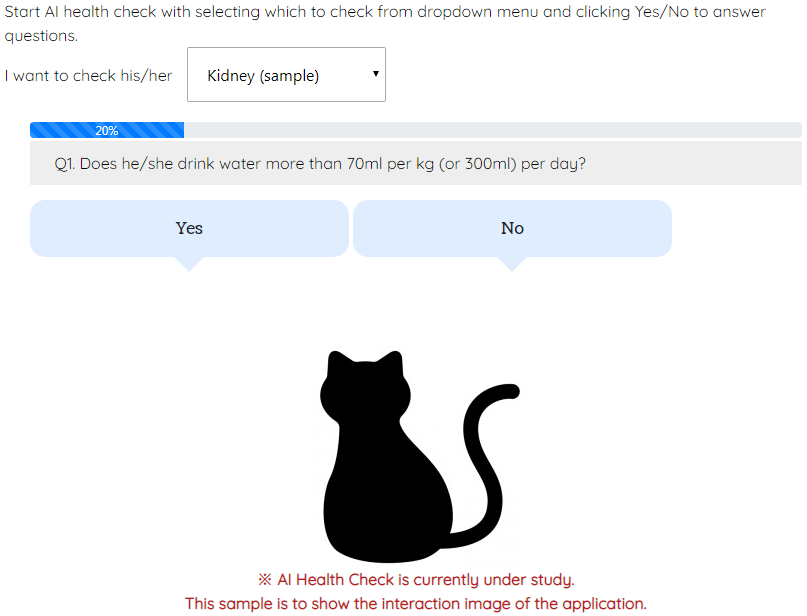 Start AI health check with selecting which to check from dropdown menu and clicking Yes/No to answer
questions.
I want to check his/her Kidney (sample)
20%
Q1. Does he/she drink water more than 70ml per kg (or 300ml) per day?
Yes No
※ AI Health Check is currently under study.
This sample is to show the interaction image of the application.